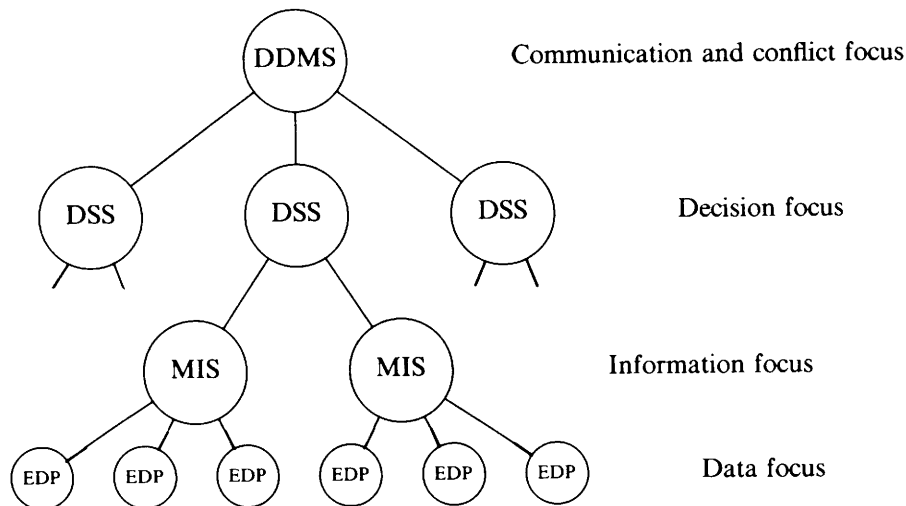 DDMS Communication and conflict focus
DSS DSS DSS Decision focus
MIS MIS Information focus
EDP EDP EDP EDP EDP EDP Data focus